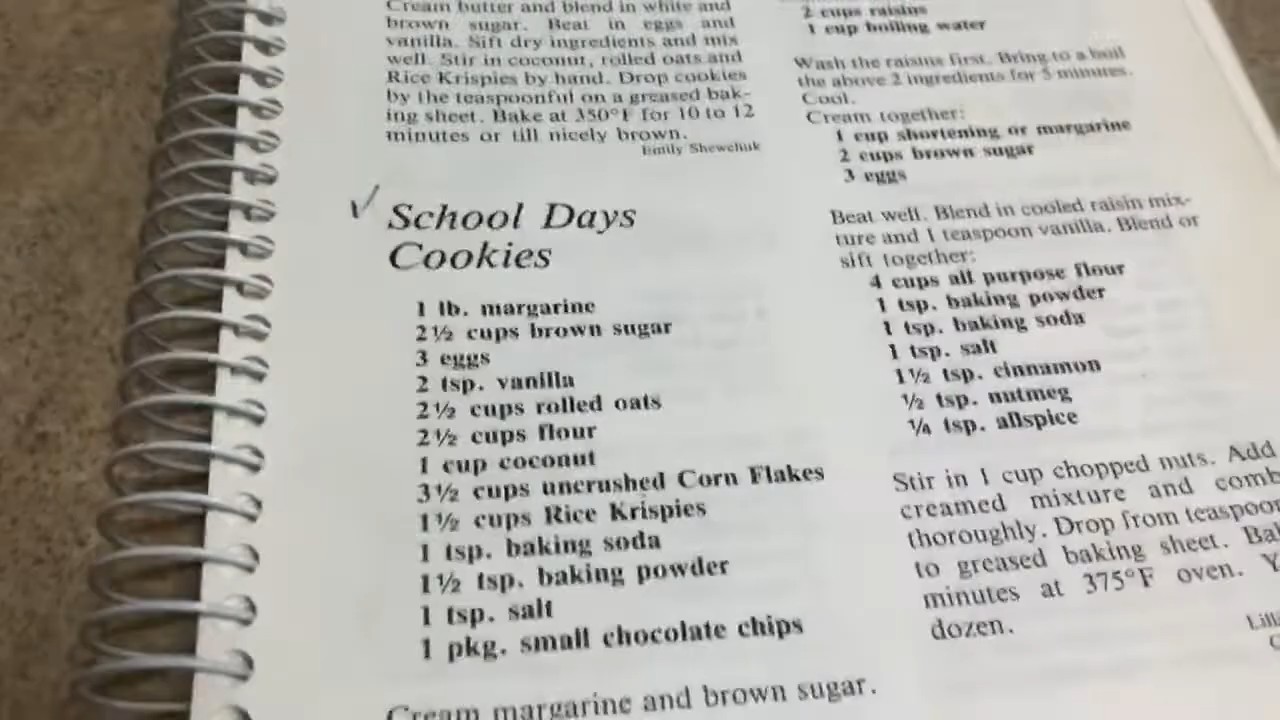 Cream butter and blend in white and
brown sugar. Beat in eggs and
vanilla. Sift dry ingredients and mix
well. Stir in coconut, rolled oats and
Rice Krispies by hand. Drop cookies
by the teaspoonful on a greased bak-
ing sheet. Bake at 350°F for 10 to 12
minutes or till nicely brown.
Emily Shewchuk
School Days
Cookies
1 lb. margarine
2½ cups brown sugar
3 eggs
2 tsp. vanilla
2½ cups rolled oats
2½ cups flour
1 cup coconut
3½ cups uncrushed Corn Flakes
1½ cups Rice Krispies
1 tsp. baking soda
1½ tsp. baking powder
1 tsp. salt
1 pkg. small chocolate chips
Cream margarine and brown sugar.
2 cups raisins
1 cup boiling water
Wash the raisins first. Bring to a boil
the above 2 ingredients for 5 minutes.
Cool.
Cream together:
1 cup shortening or margarine
2 cups brown sugar
3 eggs
Beat well. Blend in cooled raisin mix-
ture and 1 teaspoon vanilla. Blend or
sift together:
4 cups all purpose flour
1 tsp. baking powder
1 tsp. baking soda
1 tsp. salt
1½ tsp. cinnamon
½ tsp. nutmeg
¼ tsp. allspice
Stir in 1 cup chopped nuts. Add
creamed mixture and comb
thoroughly. Drop from teaspoo
to greased baking sheet. Ba
minutes at 375°F oven. Y
dozen.